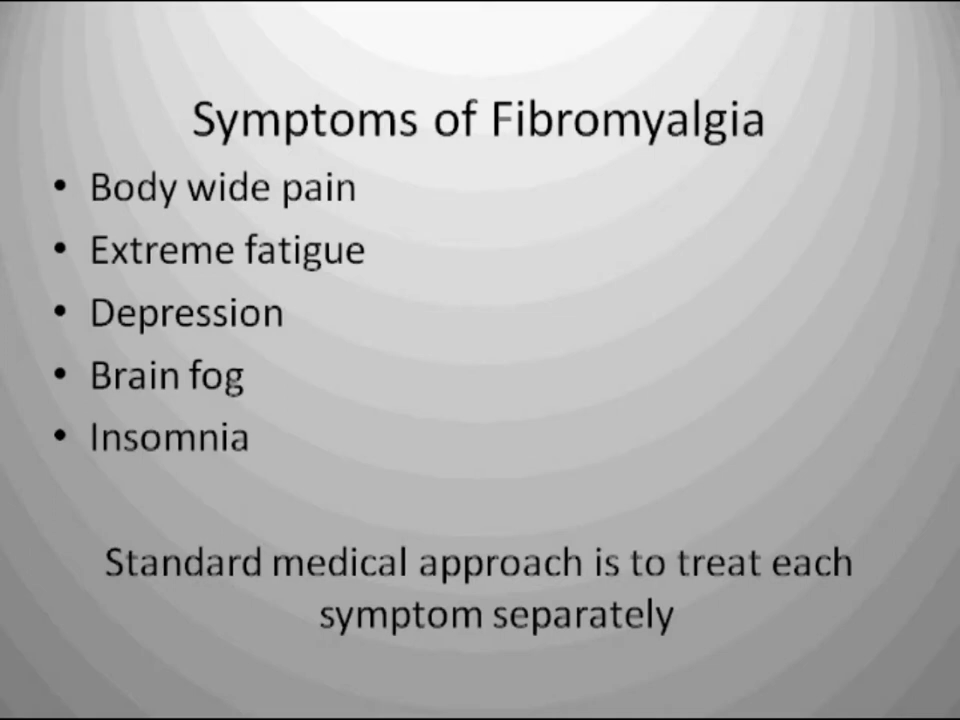 Symptoms of Fibromyalgia
• Body wide pain
• Extreme fatigue
• Depression
• Brain fog
• Insomnia
Standard medical approach is to treat each
symptom separately